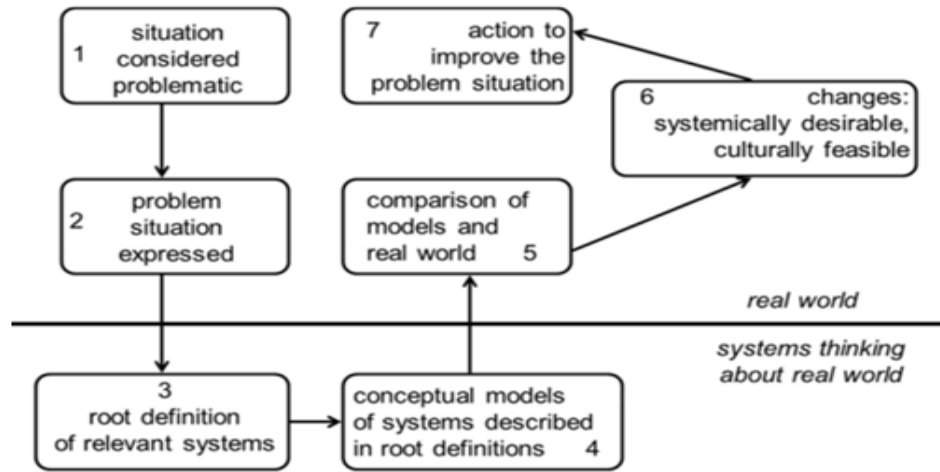 1 situation
considered
problematic
2 problem
situation
expressed
3
root definition
of relevant systems
conceptual models
of systems described
in root definitions 4
comparison of
models and
real world 5
6 changes:
systemically desirable,
culturally feasible
7 action to
improve the
problem situation
real world
systems thinking
about real world